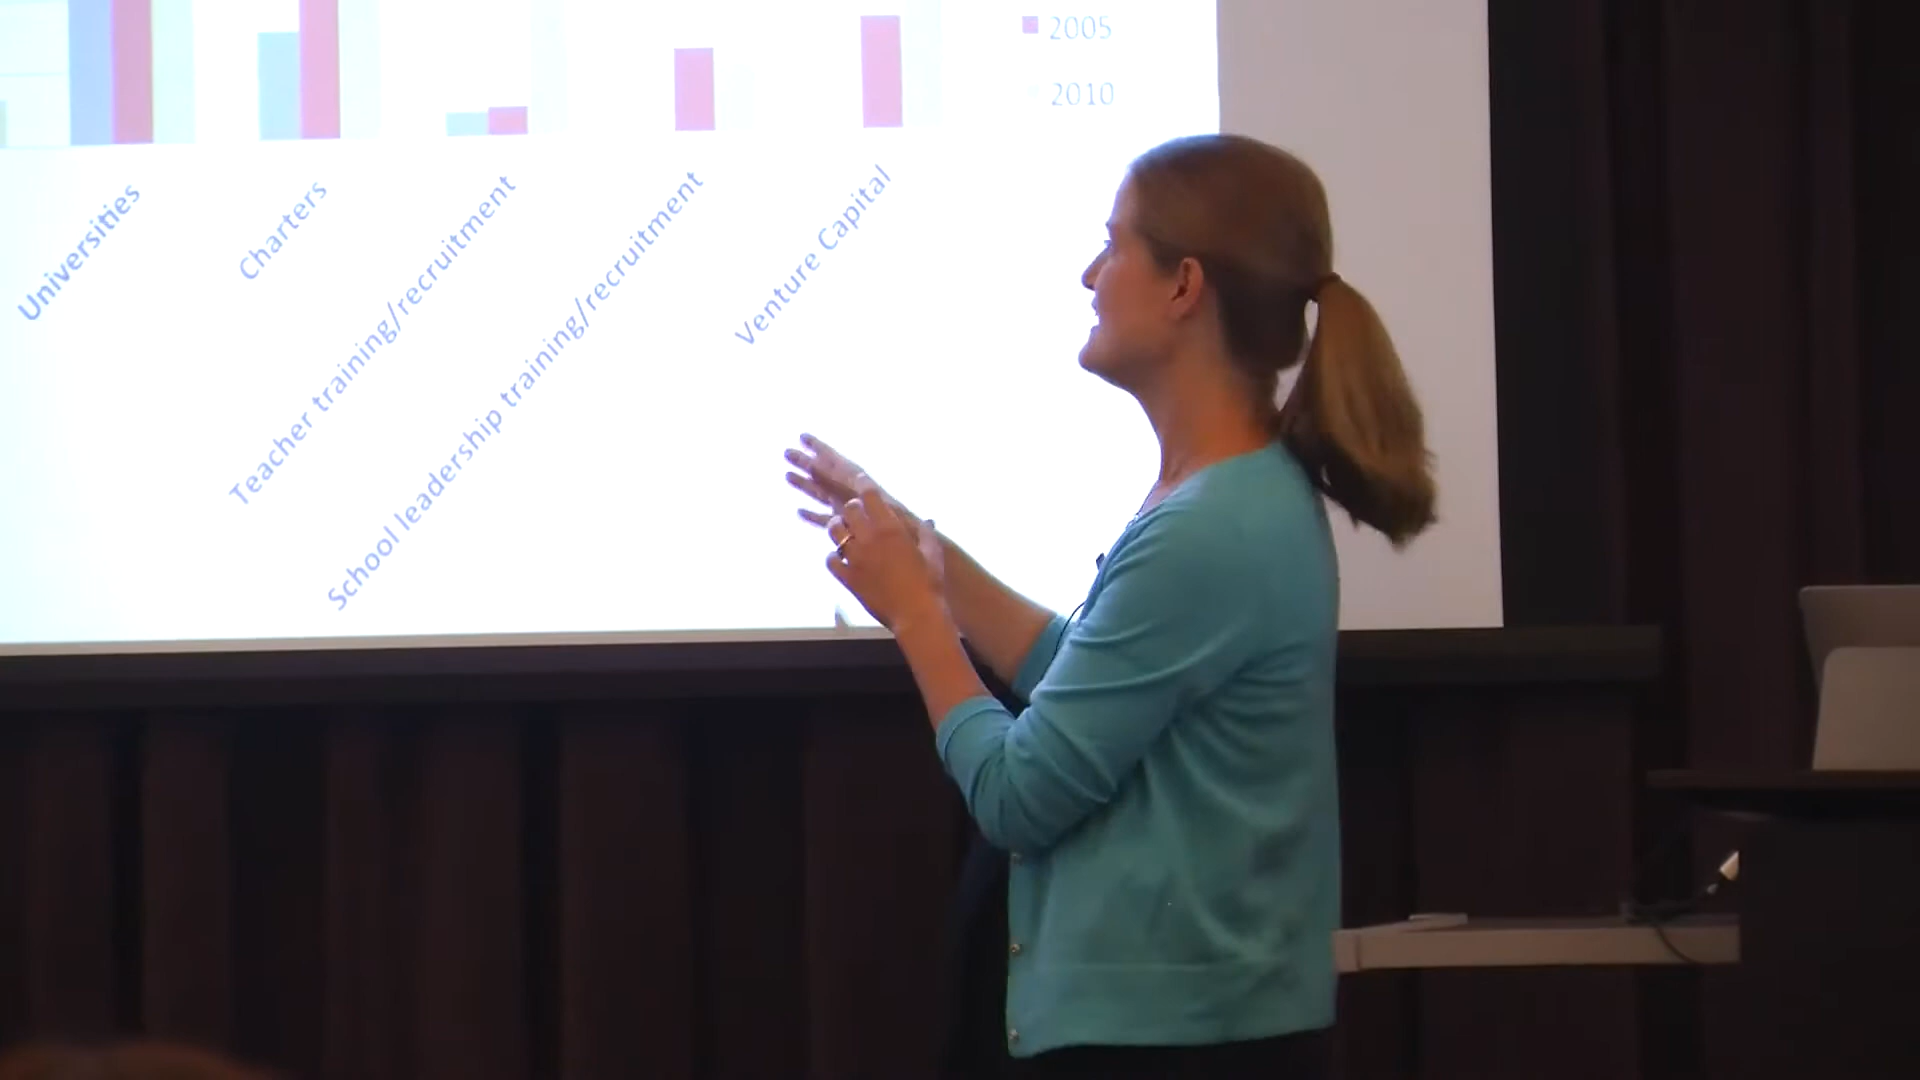 2005
2010
Universities
Charters
Teacher training/recruitment
School leadership training/recruitment
Venture Capital